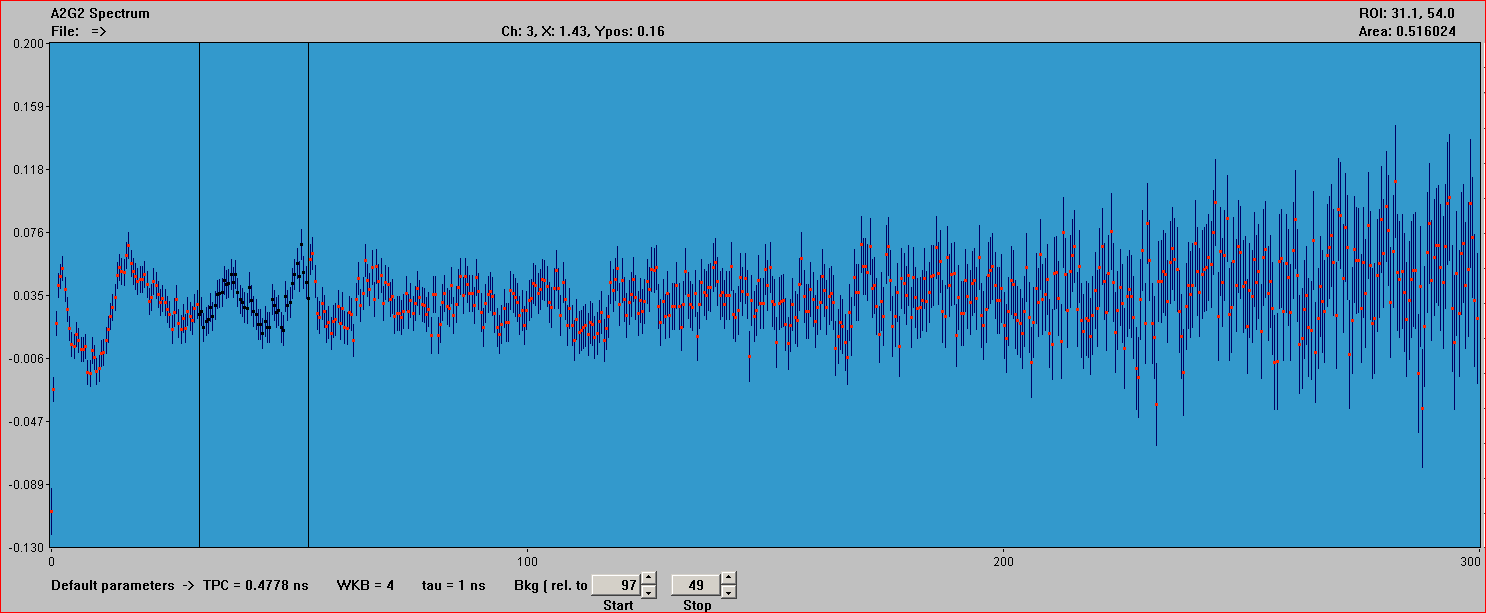 A2G2 Spectrum
ROI: 31.1, 54.0
File: =>
Ch: 3, X: 1.43, Ypos: 0.16
Area: 0.516024
0.200
0.159
0.118
0.076
0.035
-0.006
-0.047
-0.089
-0.130
0
100
200
300
Default parameters -> TPC = 0.4778 ns WKB = 4 tau = 1 ns Bkg ( rel. to 97 49
Start Stop